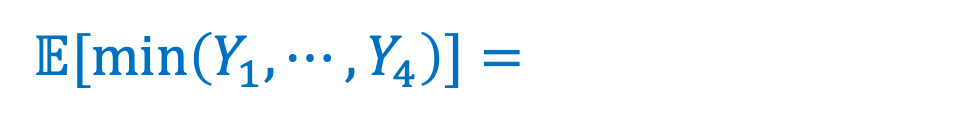 𝔼[min(Y₁, ⋯ , Y₄)] =